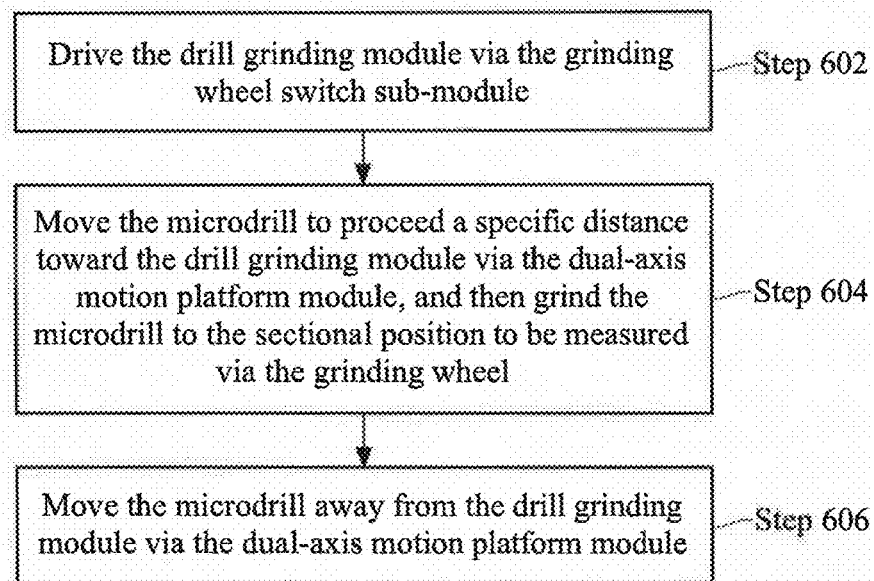 Drive the drill grinding module via the grinding
wheel switch sub-module
Step 602
Move the microdrill to proceed a specific distance
toward the drill grinding module via the dual-axis
motion platform module, and then grind the
microdrill to the sectional position to be measured
via the grinding wheel
Step 604
Move the microdrill away from the drill grinding
module via the dual-axis motion platform module
Step 606